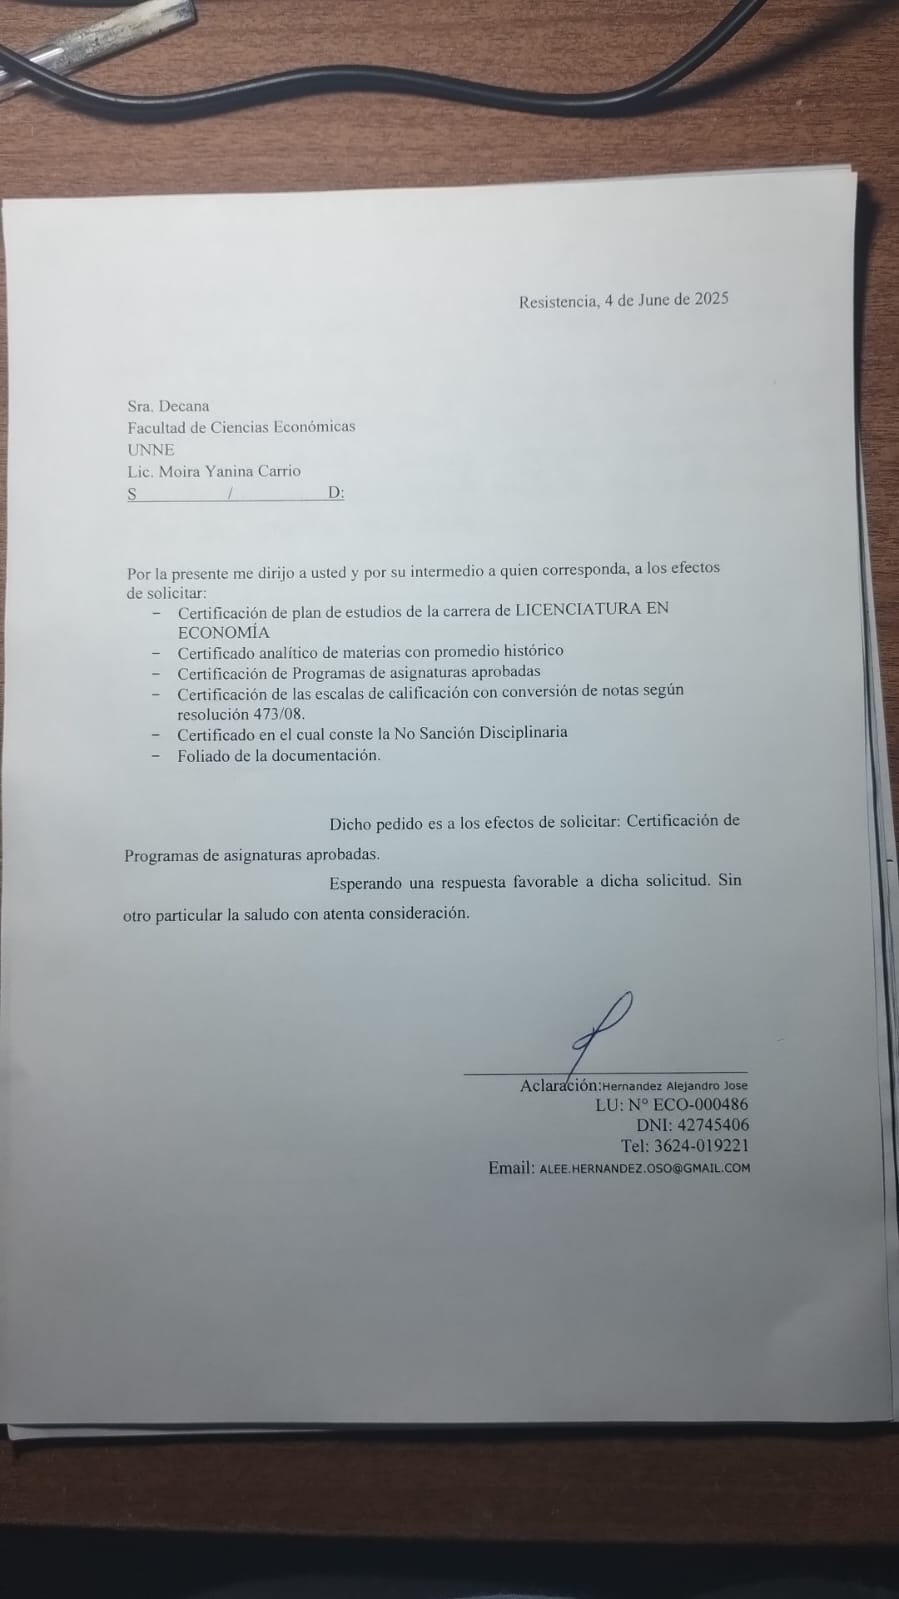 Resistencia, 4 de June de 2025
Sra. Decana
Facultad de Ciencias Económicas
UNNE
Lic. Moira Yanina Carrio
S / D:
Por la presente me dirijo a usted y por su intermedio a quien corresponda, a los efectos
de solicitar:
− Certificación de plan de estudios de la carrera de LICENCIATURA EN
ECONOMÍA
− Certificado analítico de materias con promedio histórico
− Certificación de Programas de asignaturas aprobadas
− Certificación de las escalas de calificación con conversión de notas según
resolución 473/08.
− Certificado en el cual conste la No Sanción Disciplinaria
− Foliado de la documentación.
Dicho pedido es a los efectos de solicitar: Certificación de
Programas de asignaturas aprobadas.
Esperando una respuesta favorable a dicha solicitud. Sin
otro particular la saludo con atenta consideración.
Aclaración:Hernandez Alejandro Jose
LU: Nº ECO-000486
DNI: 42745406
Tel: 3624-019221
Email: ALEE.HERNANDEZ.OSO@GMAIL.COM